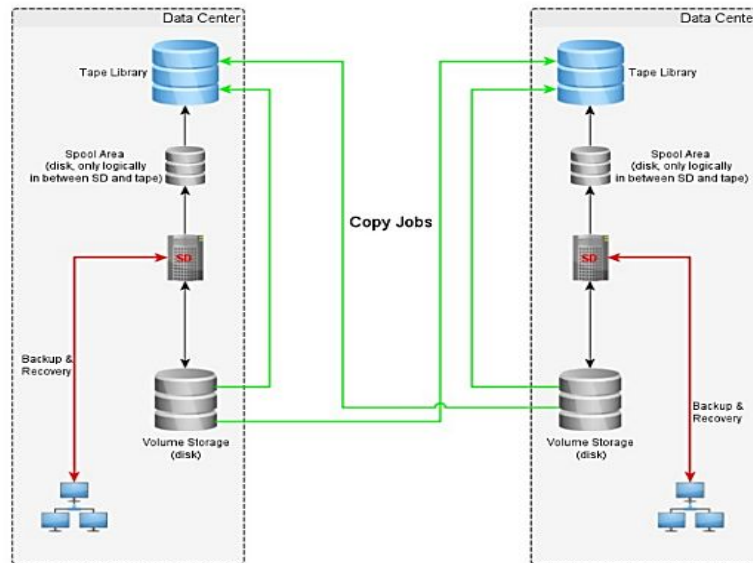 Data Center
Tape Library
Spool Area
(disk, only logically
in between SD and tape)
SD
Backup &
Recovery
Volume Storage
(disk)
Copy Jobs
Data Center
Tape Library
Spool Area
(disk, only logically
in between SD and tape)
SD
Volume Storage
(disk)
Backup &
Recovery